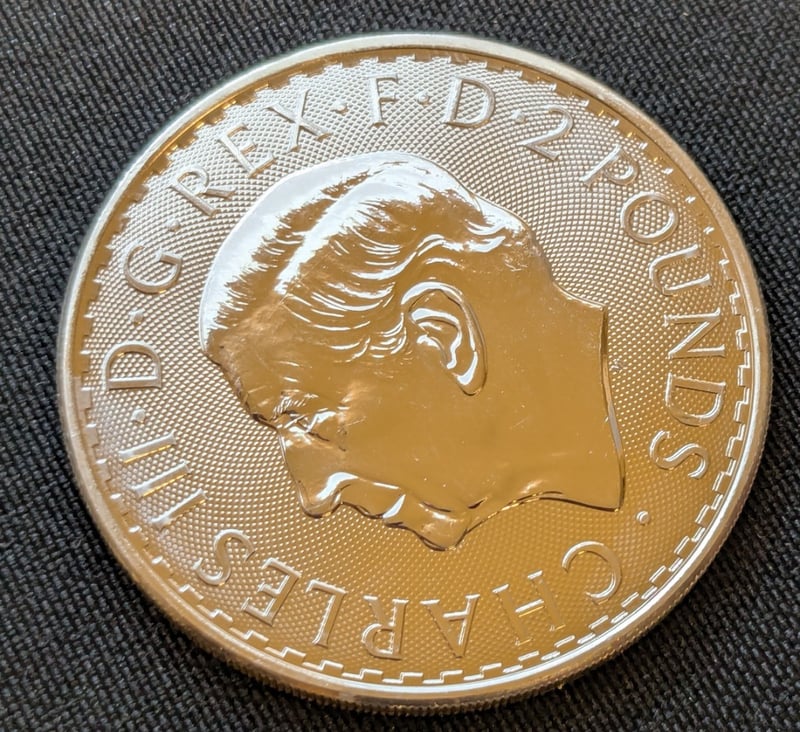 CHARLES III · D · G · REX · F · D · 2 POUNDS ·